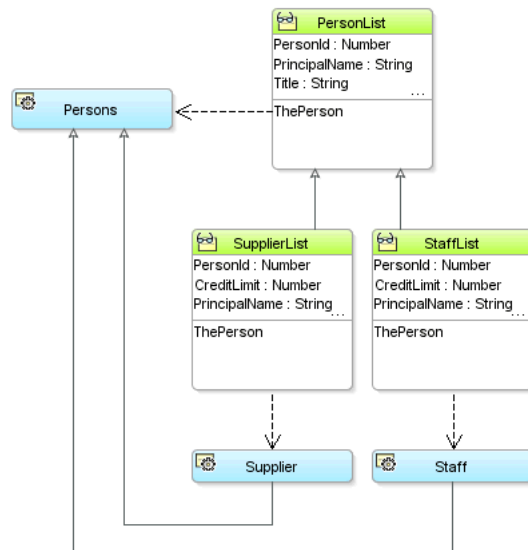 PersonList
PersonId : Number
PrincipalName : String
Title : String
...
ThePerson
Persons
SupplierList
PersonId : Number
CreditLimit : Number
PrincipalName : String
...
ThePerson
StaffList
PersonId : Number
CreditLimit : Number
PrincipalName : String
...
ThePerson
Supplier
Staff